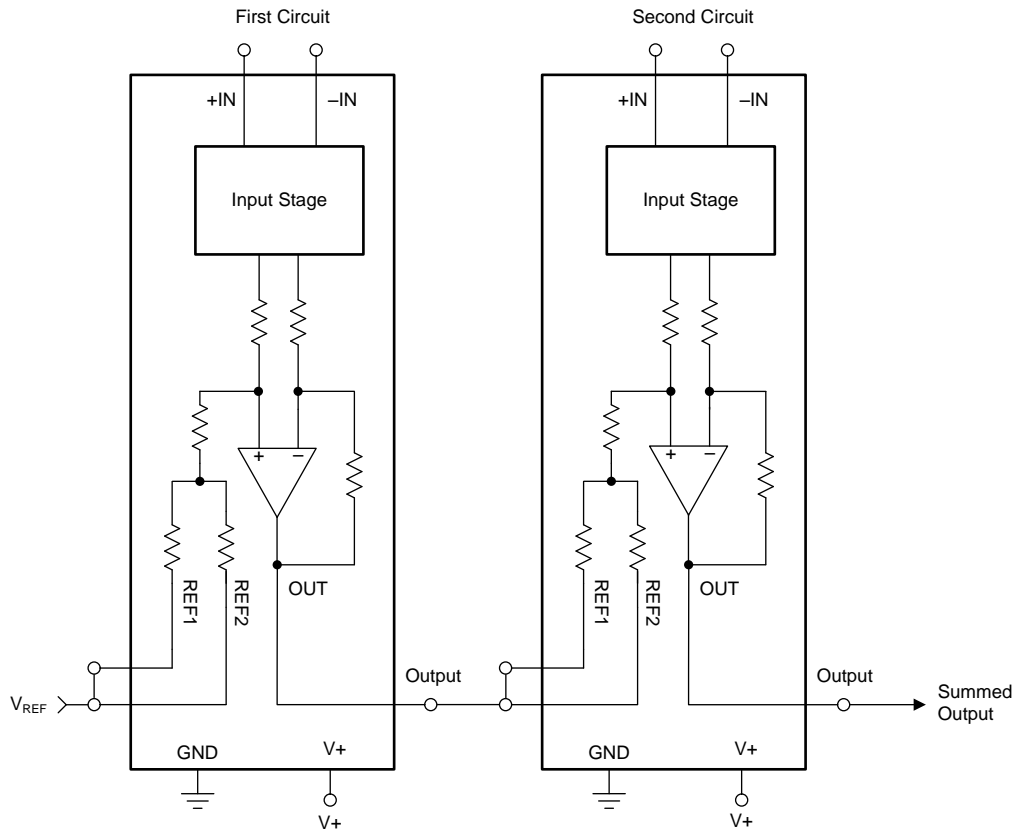 First Circuit
Second Circuit
+IN
–IN
+IN
–IN
Input Stage
Input Stage
+
–
+
–
REF1
REF2
OUT
REF1
REF2
OUT
Output
Output
VREF
Summed
Output
GND
V+
GND
V+
V+
V+